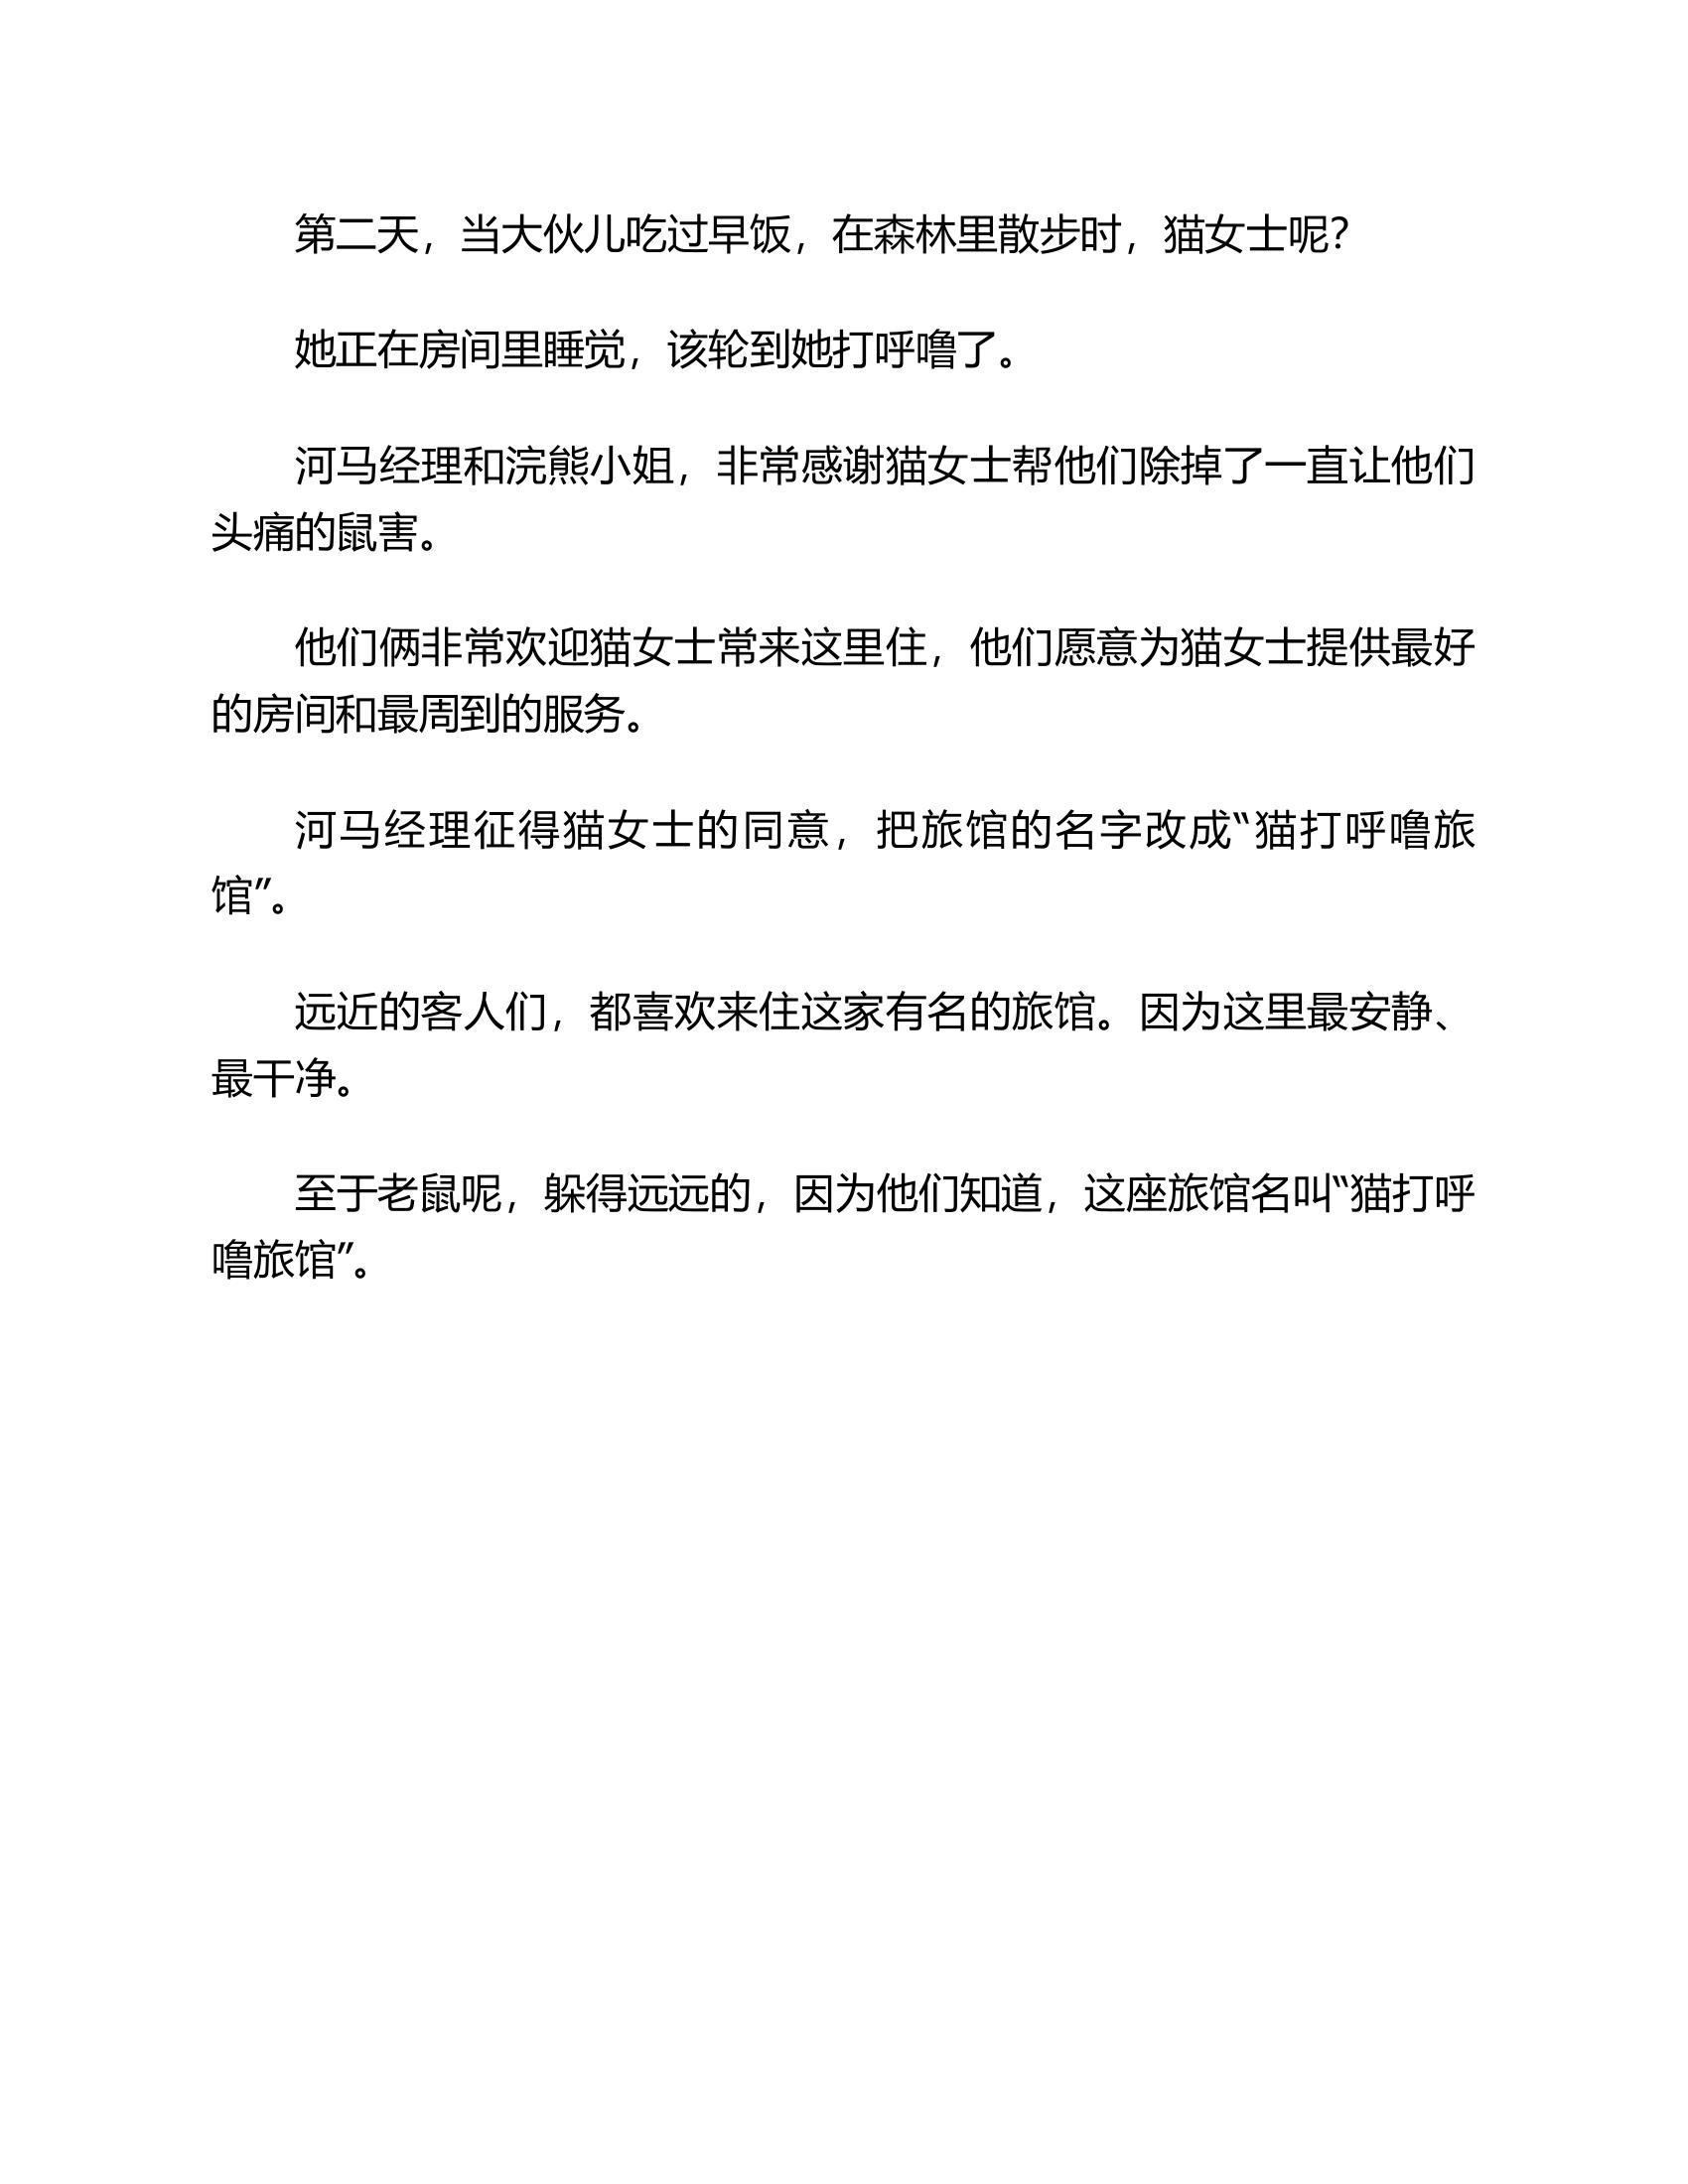 第二天，当大伙儿吃过早饭，在森林里散步时，猫女士呢？
她正在房间里睡觉，该轮到她打呼噜了。
河马经理和浣熊小姐，非常感谢猫女士帮他们除掉了一直让他们
头痛的鼠害。
他们俩非常欢迎猫女士常来这里住，他们愿意为猫女士提供最好
的房间和最周到的服务。
河马经理征得猫女士的同意，把旅馆的名字改成“猫打呼噜旅
馆”。
远近的客人们，都喜欢来住这家有名的旅馆。因为这里最安静、
最干净。
至于老鼠呢，躲得远远的，因为他们知道，这座旅馆名叫“猫打呼
噜旅馆”。